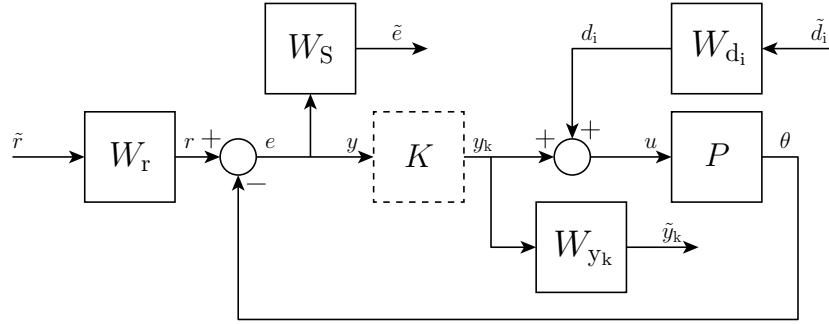 W_S ẽ d_i W_{d_i} d̃_i
r̃ W_r r + e y K y_k + + u P θ
−
W_{y_k} ỹ_k